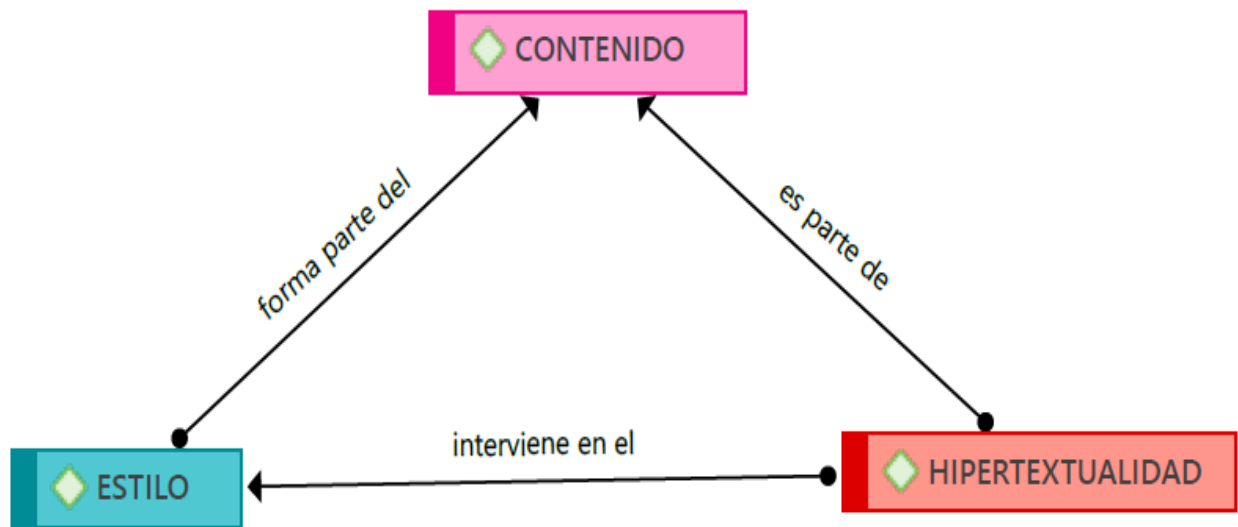 CONTENIDO
forma parte del
es parte de
interviene en el
ESTILO
HIPERTEXTUALIDAD